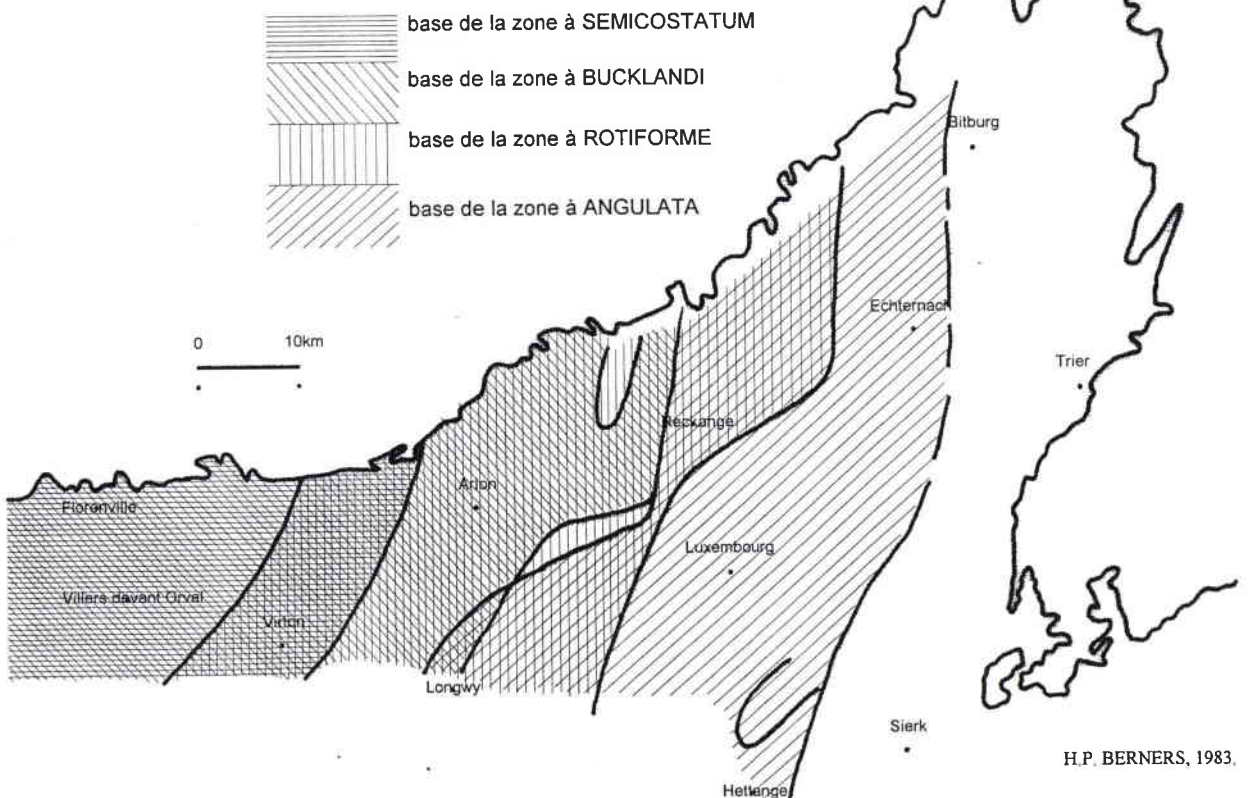 base de la zone à SEMICOSTATUM
base de la zone à BUCKLANDI
base de la zone à ROTIFORME
base de la zone à ANGULATA
Bitburg
0 10km
Echternach
Trier
Reckange
Arlon
Florenville
Luxembourg
Villers devant Orval
Virton
Longwy
Sierk
H.P. BERNERS, 1983.
Hettange